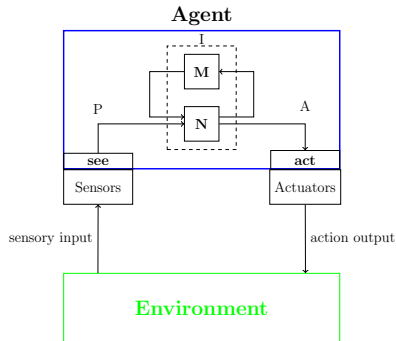 Agent
I
M
P
A
N
see
act
Sensors
Actuators
sensory input
action output
Environment